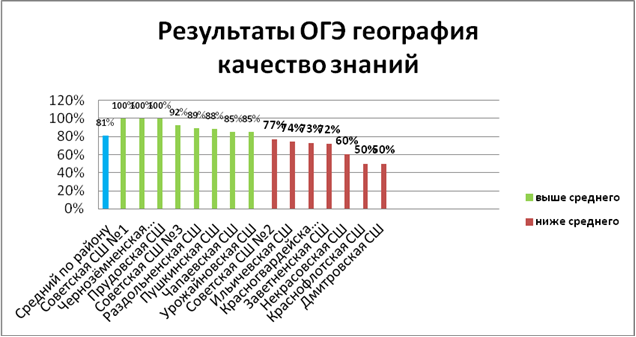 Результаты ОГЭ география
качество знаний
120%
100%
80%
60%
40%
20%
0%
81%
100%
100%
100%
92%
89%
88%
85%
85%
77%
74%
73%
72%
60%
50%
50%
Средний по району
Советская СШ №1
Чернозёмненская…
Прудовская СШ
Советская СШ №3
Раздольненская СШ
Пушкинская СШ
Чапаевская СШ
Урожайновская СШ
Советская СШ №2
Ильичевская СШ
Красногвардейска…
Заветненская СШ
Некрасовская СШ
Краснофлотская СШ
Дмитровская СШ
выше среднего
ниже среднего